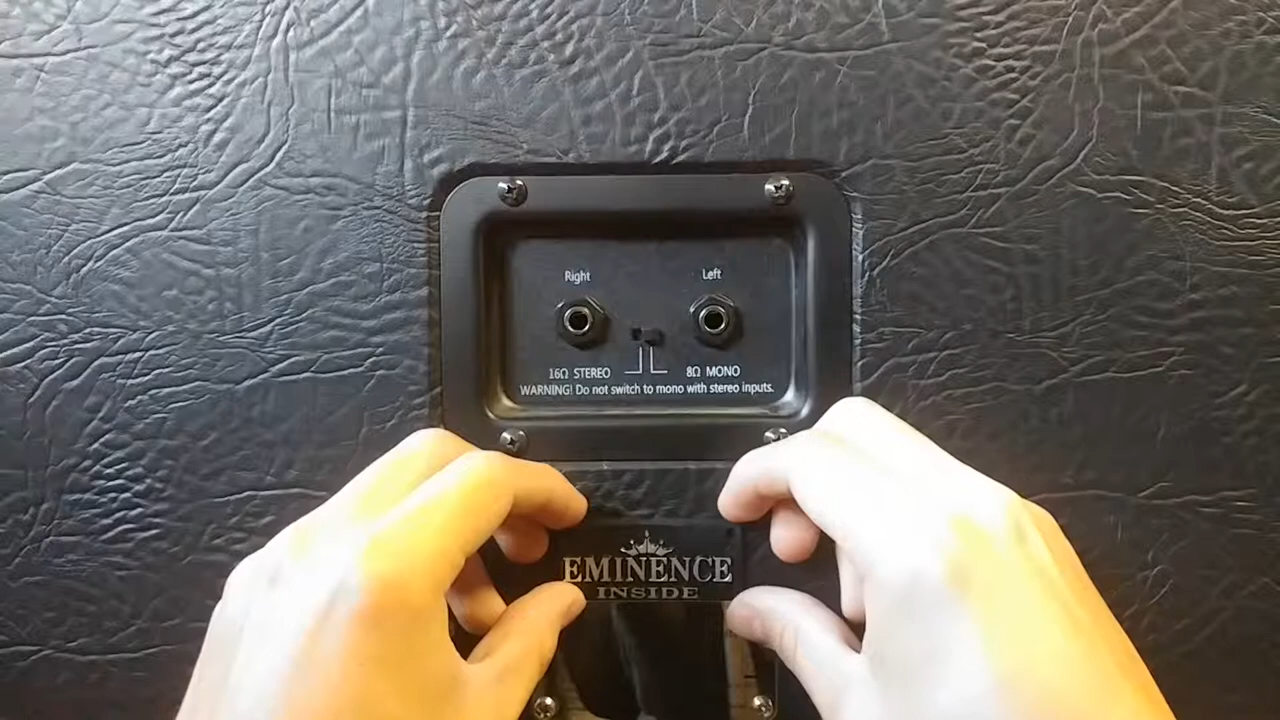 Right Left
16Ω STEREO 8Ω MONO
WARNING! Do not switch to mono with stereo inputs.
EMINENCE
INSIDE